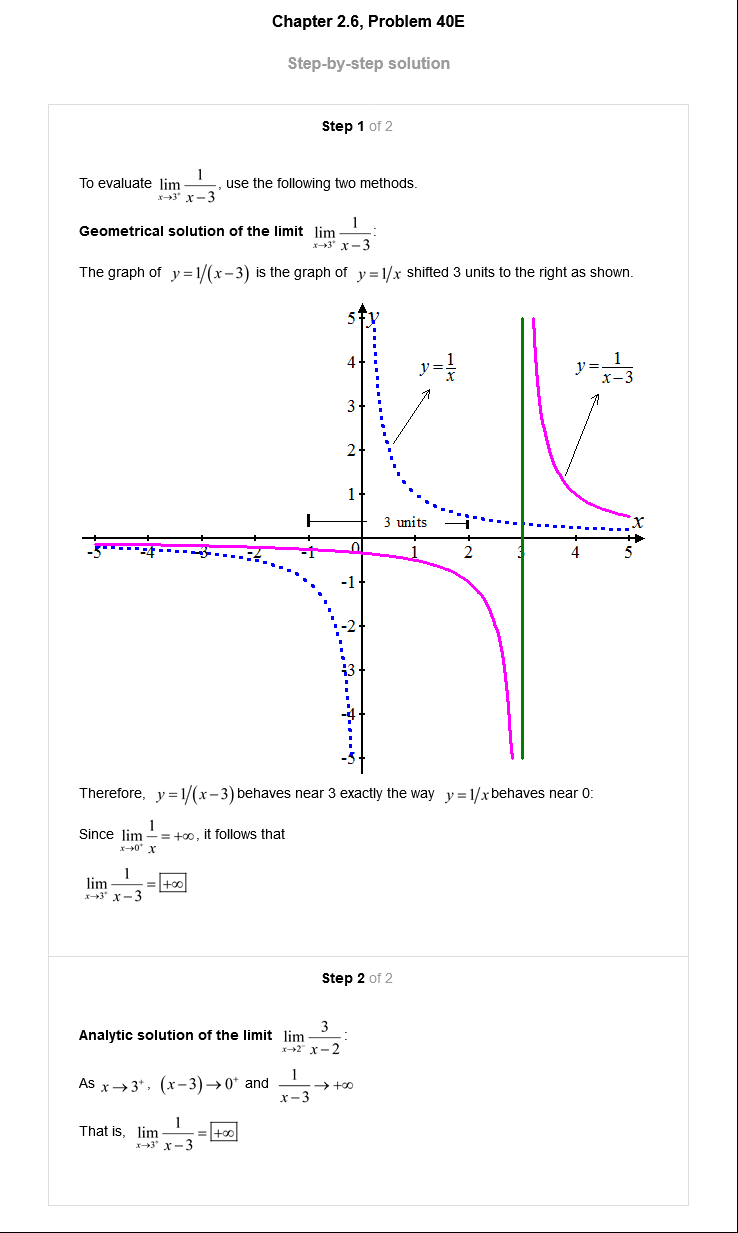 Chapter 2.6, Problem 40E
Step-by-step solution
Step 1 of 2
To evaluate lim x→3⁺ 1/(x−3), use the following two methods.
Geometrical solution of the limit lim x→3⁺ 1/(x−3):
The graph of y=1/(x−3) is the graph of y=1/x shifted 3 units to the right as shown.
5 y
4 y=1/x y=1/(x−3)
3
2
1
3 units x
-5 -4 -3 -2 -1 0 1 2 3 4 5
-1
-2
-3
-4
-5
Therefore, y=1/(x−3) behaves near 3 exactly the way y=1/x behaves near 0:
Since lim x→0⁺ 1/x = +∞, it follows that
lim x→3⁺ 1/(x−3) = +∞
Step 2 of 2
Analytic solution of the limit lim x→2⁻ 3/(x−2):
As x→3⁺, (x−3)→0⁺ and 1/(x−3)→+∞
That is, lim x→3⁺ 1/(x−3) = +∞